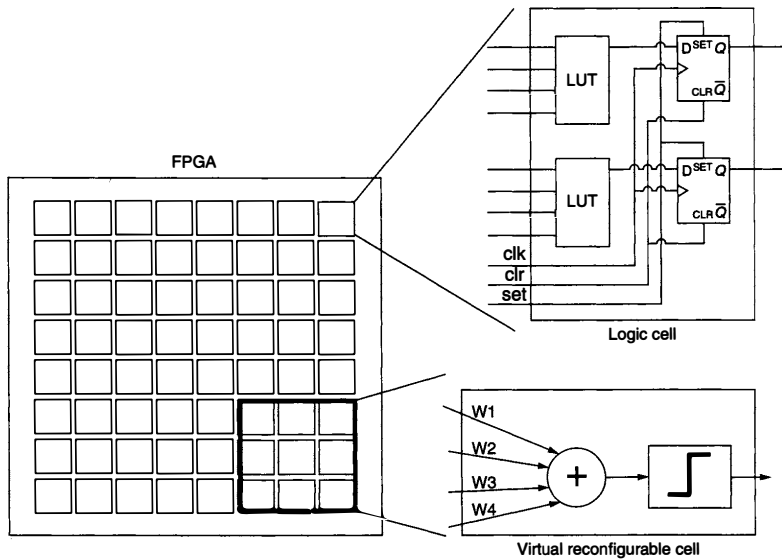 FPGA
LUT
D SET Q
CLR Q̅
LUT
D SET Q
CLR Q̅
clk
clr
set
Logic cell
W1
W2
W3
W4
+
Virtual reconfigurable cell